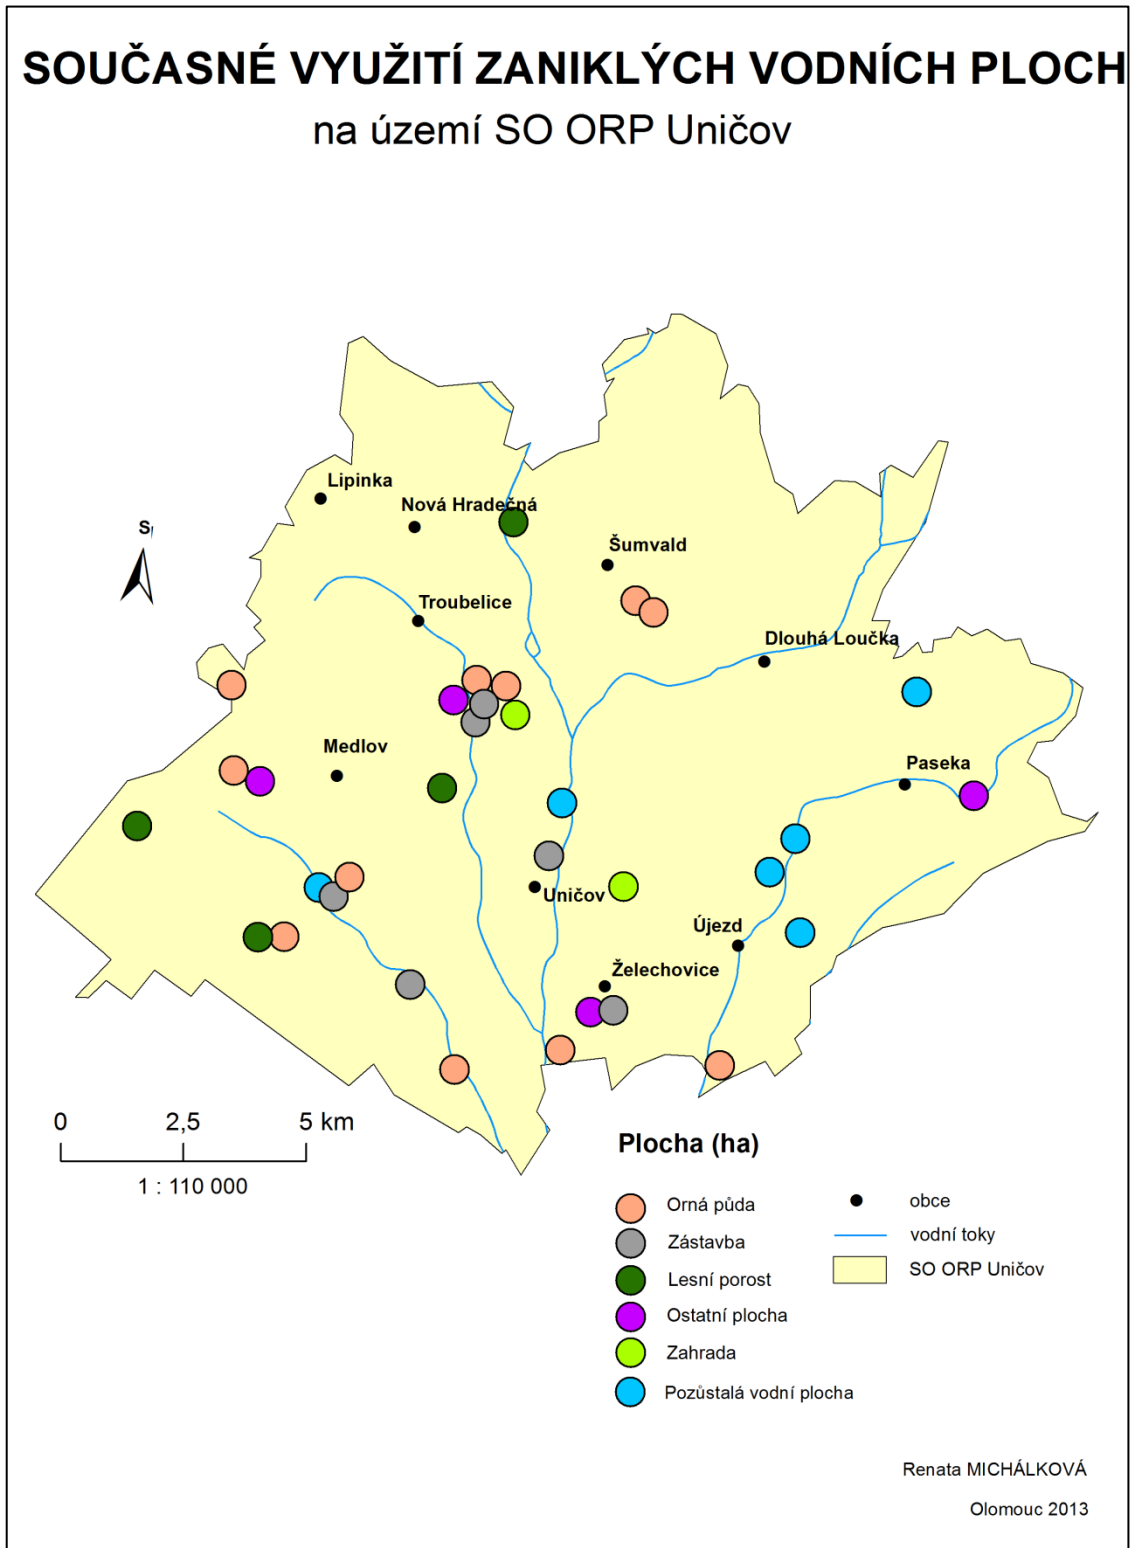 SOUČASNÉ VYUŽITÍ ZANIKLÝCH VODNÍCH PLOCH
na území SO ORP Uničov
Lipinka
Nová Hradečná
S
Šumvald
Troubelice
Dlouhá Loučka
Medlov
Paseka
Uničov
Újezd
Želechovice
0 2,5 5 km
1 : 110 000
Plocha (ha)
Orná půda
Zástavba
Lesní porost
Ostatní plocha
Zahrada
Pozůstalá vodní plocha
obce
vodní toky
SO ORP Uničov
Renata MICHÁLKOVÁ
Olomouc 2013